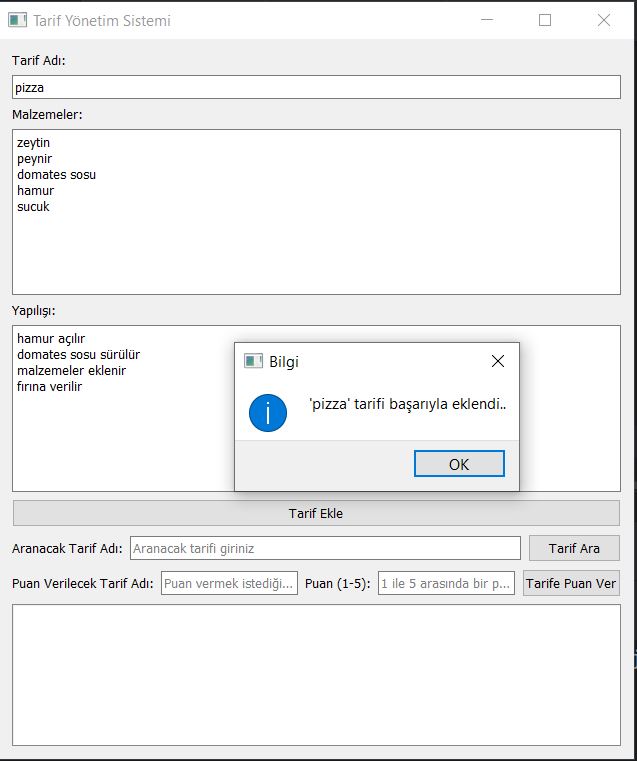 Tarif Yönetim Sistemi
Tarif Adı:
pizza
Malzemeler:
zeytin
peynir
domates sosu
hamur
sucuk
Yapılışı:
hamur açılır
domates sosu sürülür
malzemeler eklenir
fırına verilir
Bilgi
'pizza' tarifi başarıyla eklendi..
OK
Tarif Ekle
Aranacak Tarif Adı: Aranacak tarifi giriniz Tarif Ara
Puan Verilecek Tarif Adı: Puan vermek istediği... Puan (1-5): 1 ile 5 arasında bir p... Tarife Puan Ver